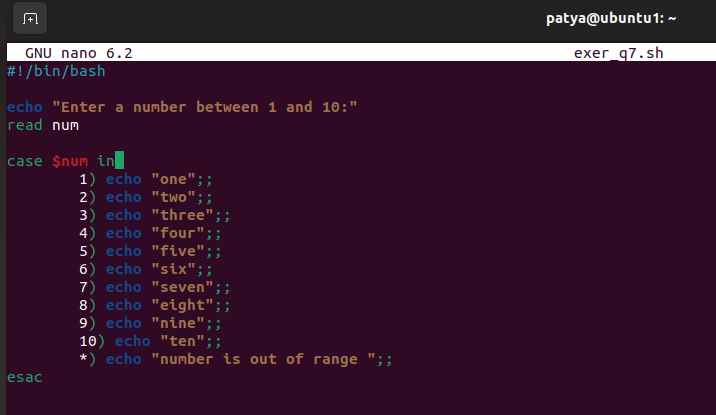 patya@ubuntu1: ~
GNU nano 6.2 exer_q7.sh
#!/bin/bash
echo "Enter a number between 1 and 10:"
read num
case $num in
1) echo "one";;
2) echo "two";;
3) echo "three";;
4) echo "four";;
5) echo "five";;
6) echo "six";;
7) echo "seven";;
8) echo "eight";;
9) echo "nine";;
10) echo "ten";;
*) echo "number is out of range ";;
esac